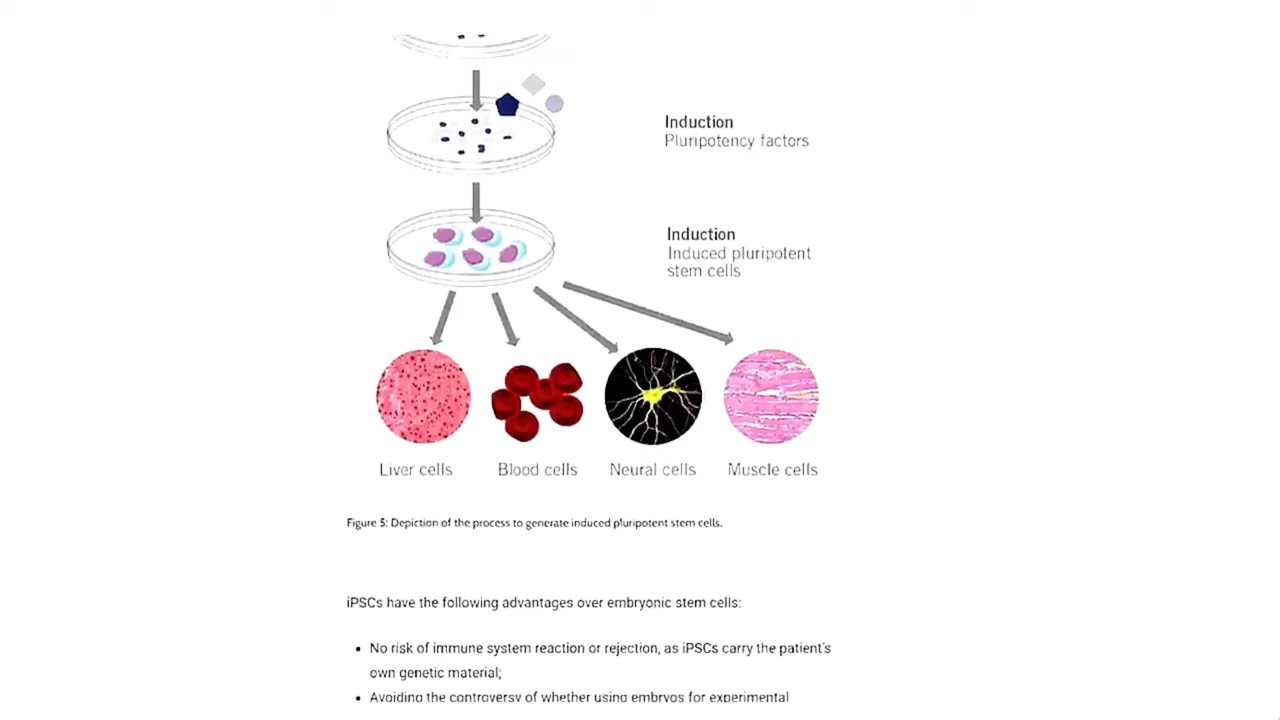 Induction
Pluripotency factors
Induction
Induced pluripotent
stem cells
Liver cells
Blood cells
Neural cells
Muscle cells
Figure 5: Depiction of the process to generate induced pluripotent stem cells.
iPSCs have the following advantages over embryonic stem cells:
• No risk of immune system reaction or rejection, as iPSCs carry the patient's
own genetic material;
• Avoiding the controversy of whether using embryos for experimental